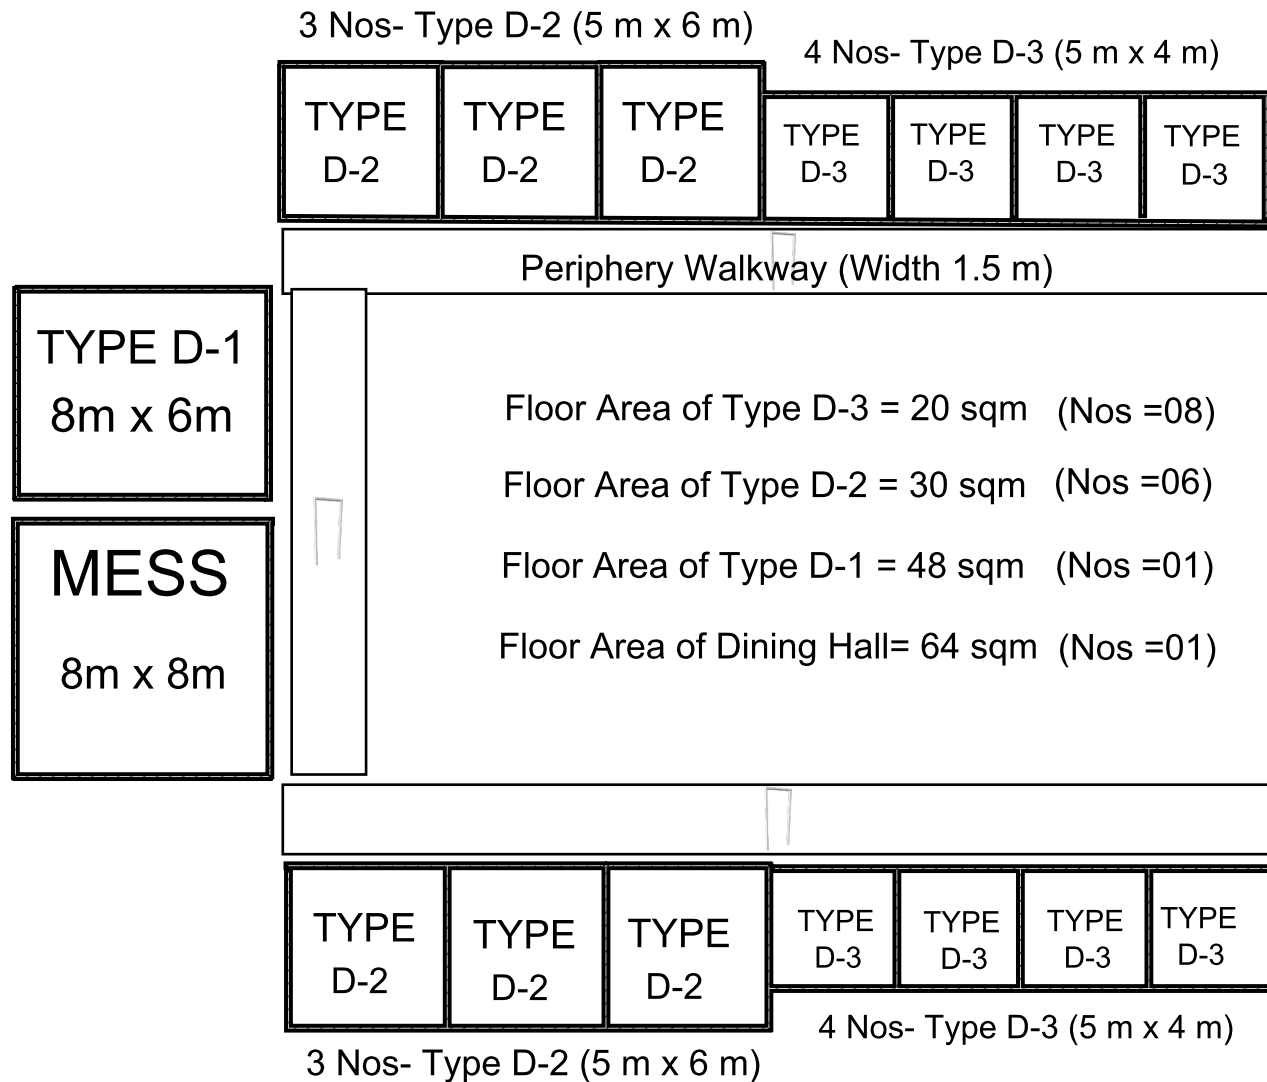 3 Nos- Type D-2 (5 m x 6 m)
4 Nos- Type D-3 (5 m x 4 m)
TYPE
D-2
TYPE
D-2
TYPE
D-2
TYPE
D-3
TYPE
D-3
TYPE
D-3
TYPE
D-3
Periphery Walkway (Width 1.5 m)
TYPE D-1
8m x 6m
MESS
8m x 8m
Floor Area of Type D-3 = 20 sqm (Nos =08)
Floor Area of Type D-2 = 30 sqm (Nos =06)
Floor Area of Type D-1 = 48 sqm (Nos =01)
Floor Area of Dining Hall= 64 sqm (Nos =01)
TYPE
D-2
TYPE
D-2
TYPE
D-2
TYPE
D-3
TYPE
D-3
TYPE
D-3
TYPE
D-3
4 Nos- Type D-3 (5 m x 4 m)
3 Nos- Type D-2 (5 m x 6 m)